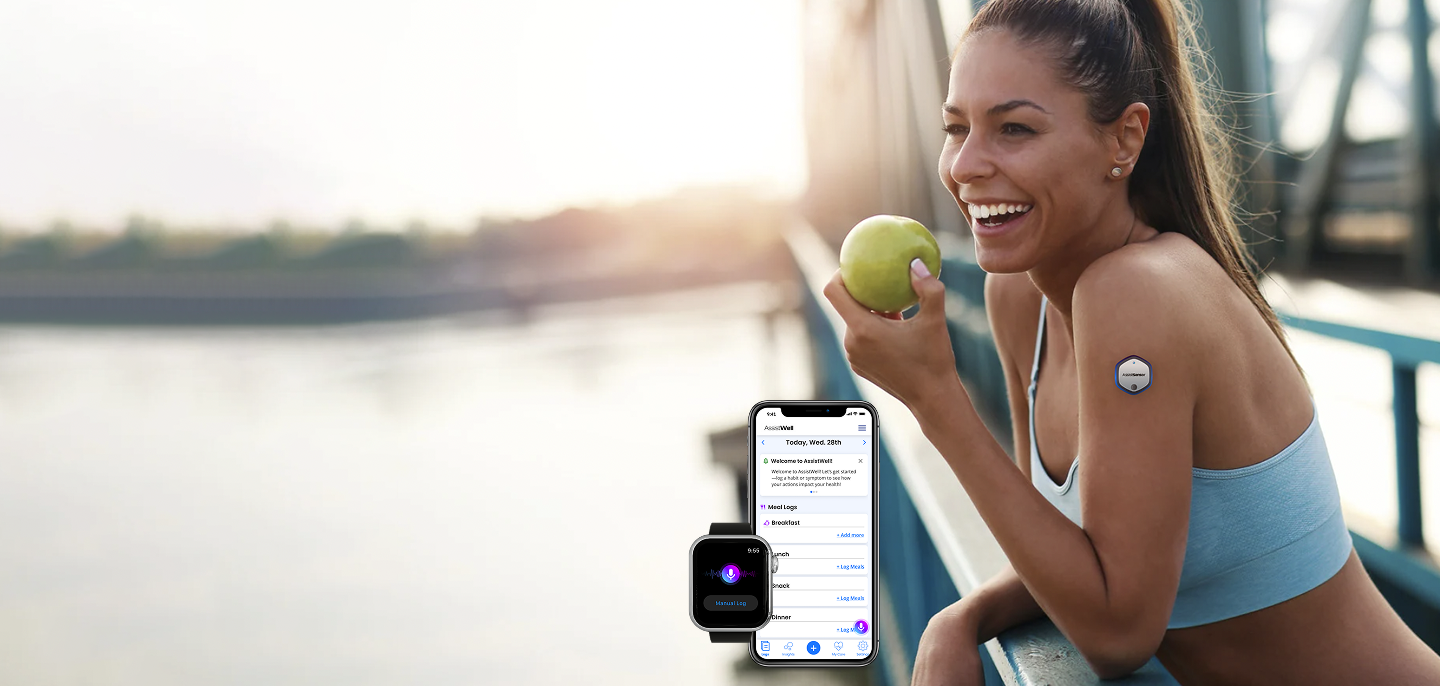 AssistSensor
9:41
AssistWell
Today, Wed. 28th
Welcome to AssistWell!
Welcome to AssistWell! Let's get started
—log a habit or symptom to see how
your actions impact your health!
Meal Logs
Breakfast
+ Add more
Lunch
+ Log Meals
Snack
+ Log Meals
Dinner
+ Log
Logs
Insights
My Care
Settings
9:55
Manual Log